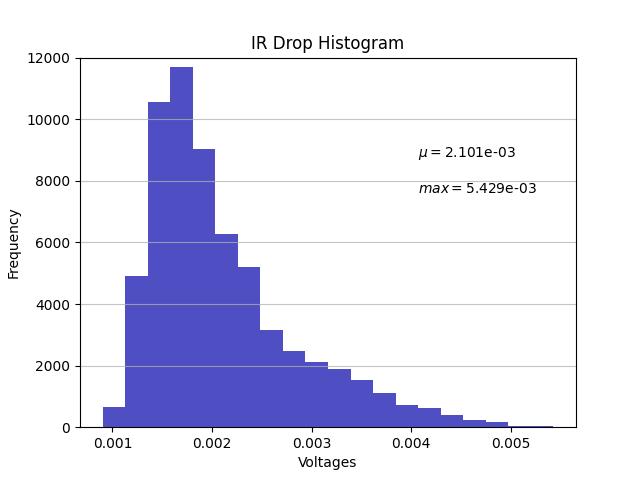 IR Drop Histogram
12000
10000
8000
6000
4000
2000
0
Frequency
μ = 2.101e-03
max = 5.429e-03
0.001 0.002 0.003 0.004 0.005
Voltages